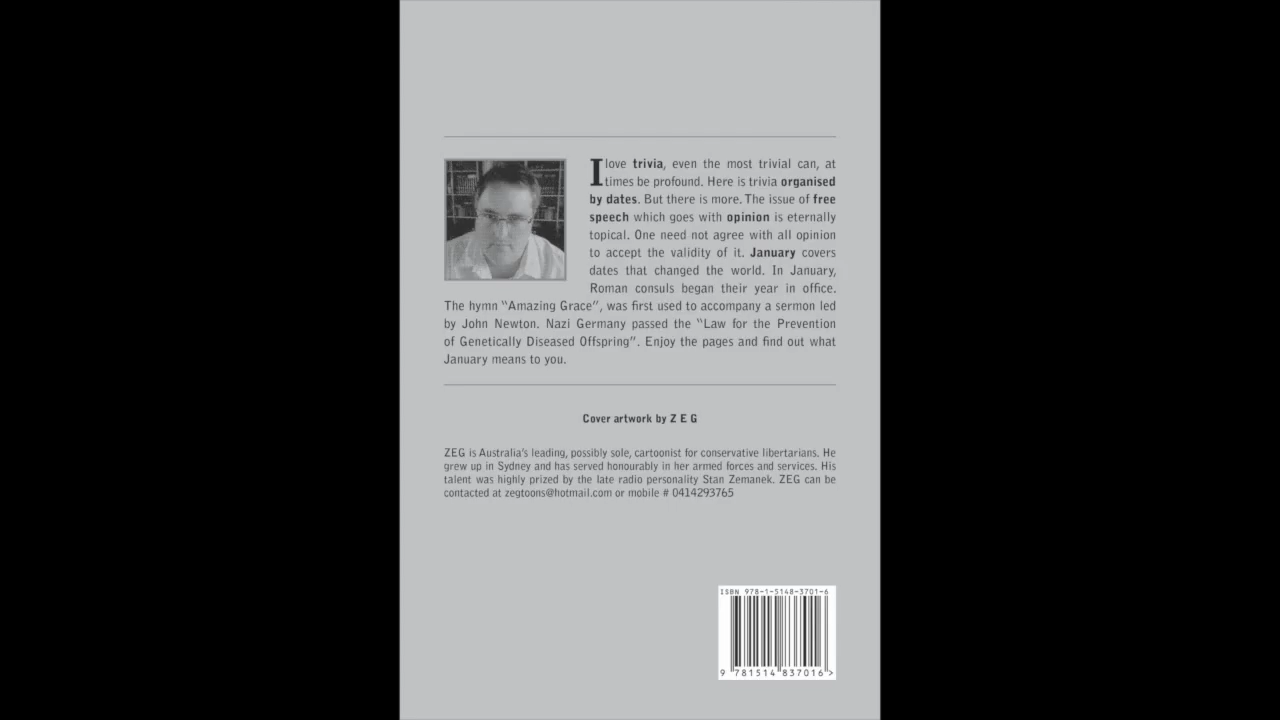 I love trivia, even the most trivial can, at
times be profound. Here is trivia organised
by dates. But there is more. The issue of free
speech which goes with opinion is eternally
topical. One need not agree with all opinion
to accept the validity of it. January covers
dates that changed the world. In January,
Roman consuls began their year in office.
The hymn “Amazing Grace”, was first used to accompany a sermon led
by John Newton. Nazi Germany passed the “Law for the Prevention
of Genetically Diseased Offspring”. Enjoy the pages and find out what
January means to you.
Cover artwork by Z E G
ZEG is Australia’s leading, possibly sole, cartoonist for conservative libertarians. He
grew up in Sydney and has served honourably in her armed forces and services. His
talent was highly prized by the late radio personality Stan Zemanek. ZEG can be
contacted at zegtoons@hotmail.com or mobile # 0414293765
ISBN 978-1-5148-3701-6
9 781514 837016 >